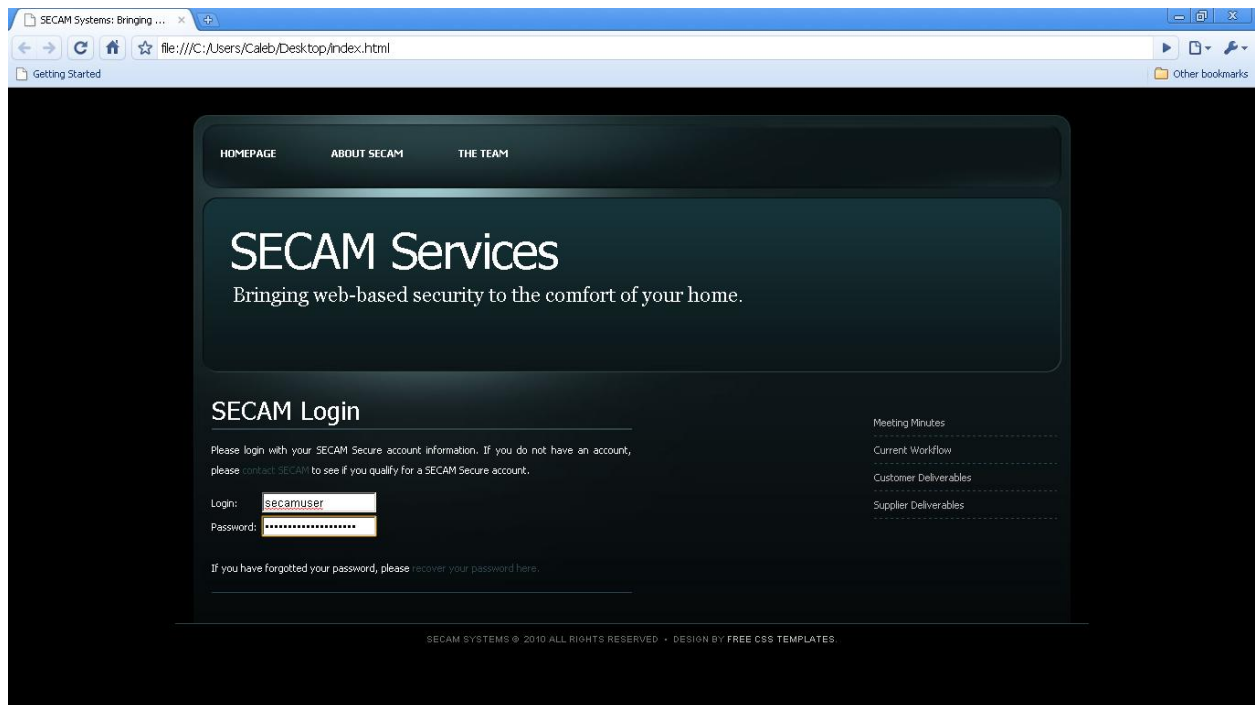 SECAM Systems: Bringing ...
file:///C:/Users/Caleb/Desktop/index.html
Getting Started
Other bookmarks
HOMEPAGE ABOUT SECAM THE TEAM
SECAM Services
Bringing web-based security to the comfort of your home.
SECAM Login
Please login with your SECAM Secure account information. If you do not have an account,
please contact SECAM to see if you qualify for a SECAM Secure account.
Login: secamuser
Password: ••••••••••••••••••••
If you have forgotted your password, please recover your password here.
Meeting Minutes
Current Workflow
Customer Deliverables
Supplier Deliverables
SECAM SYSTEMS © 2010 ALL RIGHTS RESERVED • DESIGN BY FREE CSS TEMPLATES.